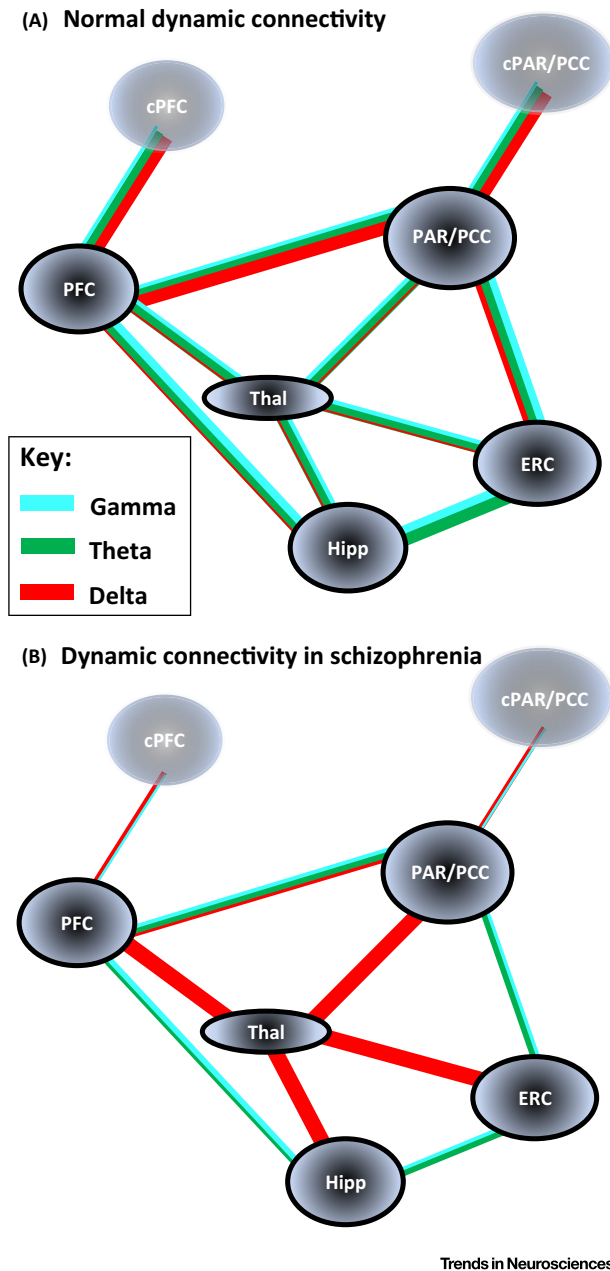 (A) Normal dynamic connectivity
cPFC
cPAR/PCC
PAR/PCC
PFC
Thal
ERC
Hipp
Key:
Gamma
Theta
Delta
(B) Dynamic connectivity in schizophrenia
cPFC
cPAR/PCC
PAR/PCC
PFC
Thal
ERC
Hipp
Trends in Neurosciences